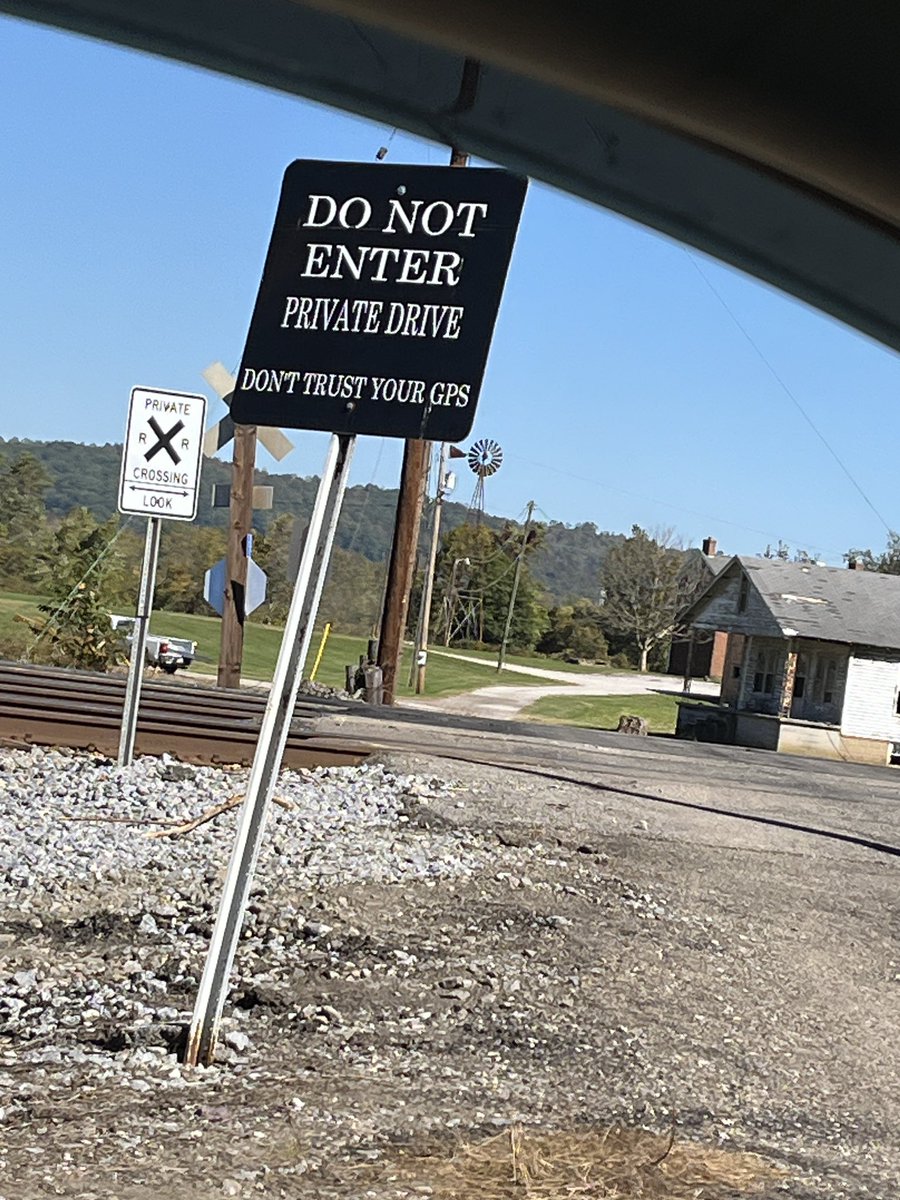 DO NOT
ENTER
PRIVATE DRIVE
DON'T TRUST YOUR GPS
PRIVATE
R R
CROSSING
LOOK